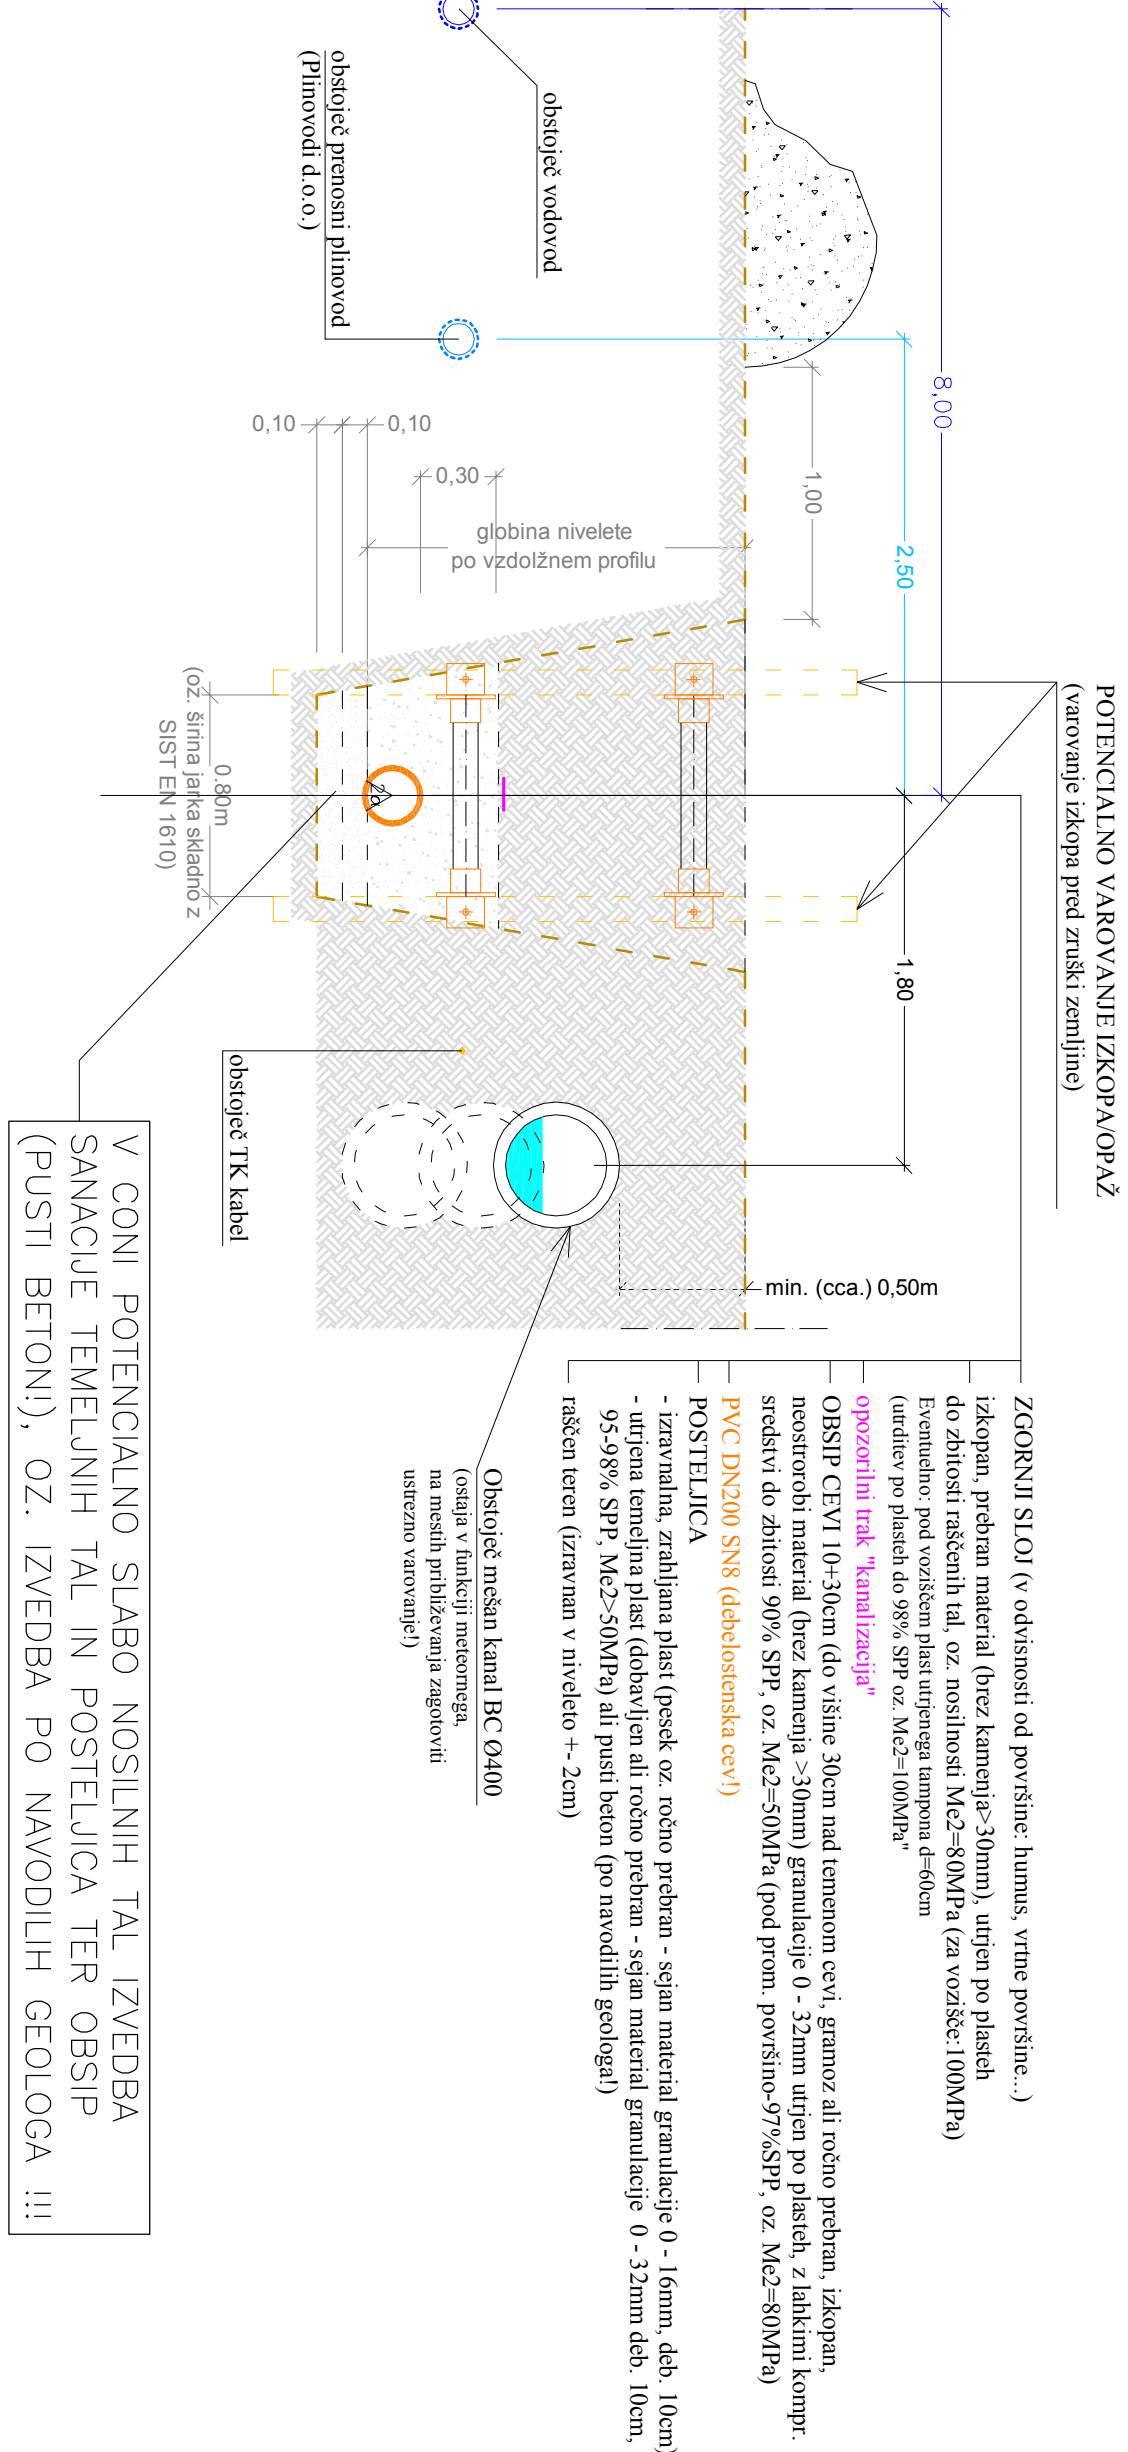 POTENCIALNO VAROVANJE IZKOPA/OPAŽ
(varovanje izkopa pred zruški zemljine)
8,00
2,50
1,80
1,00
min. (cca.) 0,50m
globina nivelete
po vzdolžnem profilu
0,30
0,10
0,10
2α
0.80m
(oz. širina jarka skladno z
SIST EN 1610)
obstoječ vodovod
obstoječ prenosni plinovod
(Plinovodi d.o.o.)
obstoječ TK kabel
ZGORNJI SLOJ (v odvisnosti od površine: humus, vrtne površine...)
izkopan, prebran material (brez kamenja>30mm), utrjen po plasteh
do zbitosti raščenih tal, oz. nosilnosti Me2=80MPa (za vozišče:100MPa)
Eventuelno: pod voziščem plast utrjenega tampona d=60cm
(utrditev po plasteh do 98% SPP oz. Me2=100MPa"
opozorilni trak "kanalizacija"
OBSIP CEVI 10+30cm (do višine 30cm nad temenom cevi, gramoz ali ročno prebran, izkopan,
neostrorobi material (brez kamenja >30mm) granulacije 0 - 32mm utrjen po plasteh, z lahkimi kompr.
sredstvi do zbitosti 90% SPP, oz. Me2=50MPa (pod prom. površino-97%SPP, oz. Me2=80MPa)
PVC DN200 SN8 (debelostenska cev!)
POSTELJICA
- izravnalna, zrahljana plast (pesek oz. ročno prebran - sejan material granulacije 0 - 16mm, deb. 10cm)
- utrjena temeljna plast (dobavljen ali ročno prebran - sejan material granulacije 0 - 32mm deb. 10cm,
95-98% SPP, Me2>50MPa) ali pusti beton (po navodilih geologa!)
raščen teren (izravnan v niveleto +- 2cm)
Obstoječ mešan kanal BC Ø400
(ostaja v funkciji meteornega,
na mestih približevanja zagotoviti
ustrezno varovanje!)
V CONI POTENCIALNO SLABO NOSILNIH TAL IZVEDBA
SANACIJE TEMELJNIH TAL IN POSTELJICA TER OBSIP
(PUSTI BETON!), OZ. IZVEDBA PO NAVODILIH GEOLOGA !!!